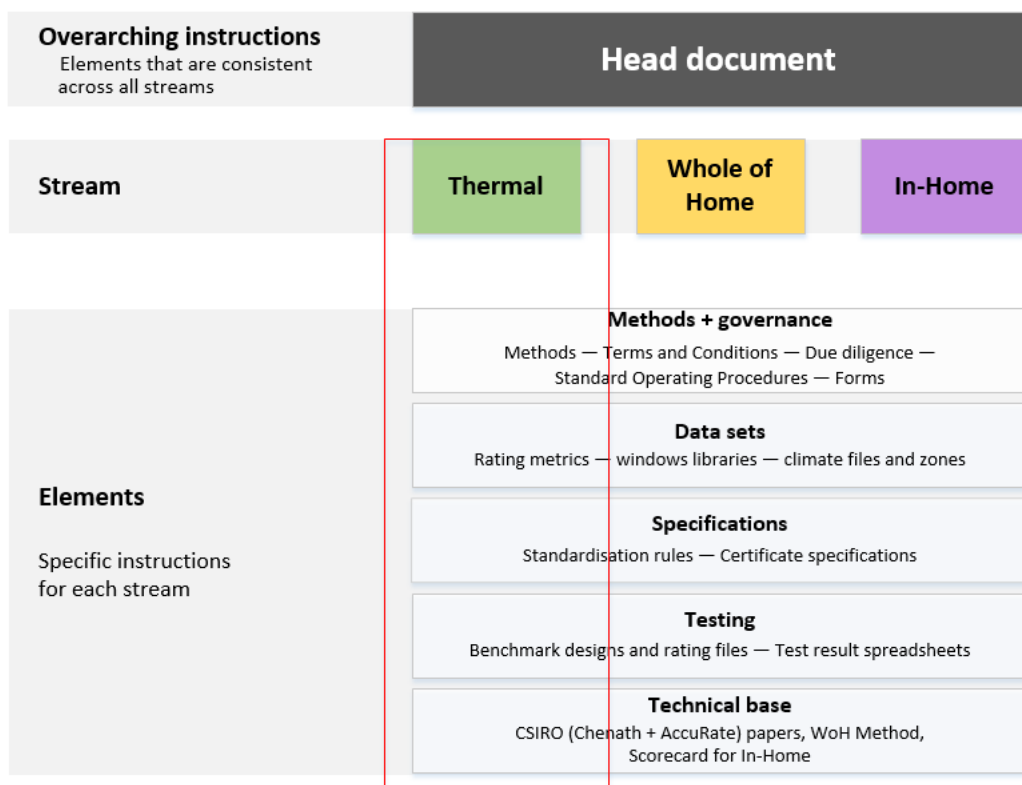 Overarching instructions
Elements that are consistent
across all streams
Head document
Stream
Thermal
Whole of
Home
In-Home
Elements
Specific instructions
for each stream
Methods + governance
Methods — Terms and Conditions — Due diligence —
Standard Operating Procedures — Forms
Data sets
Rating metrics — windows libraries — climate files and zones
Specifications
Standardisation rules — Certificate specifications
Testing
Benchmark designs and rating files — Test result spreadsheets
Technical base
CSIRO (Chenath + AccuRate) papers, WoH Method,
Scorecard for In-Home